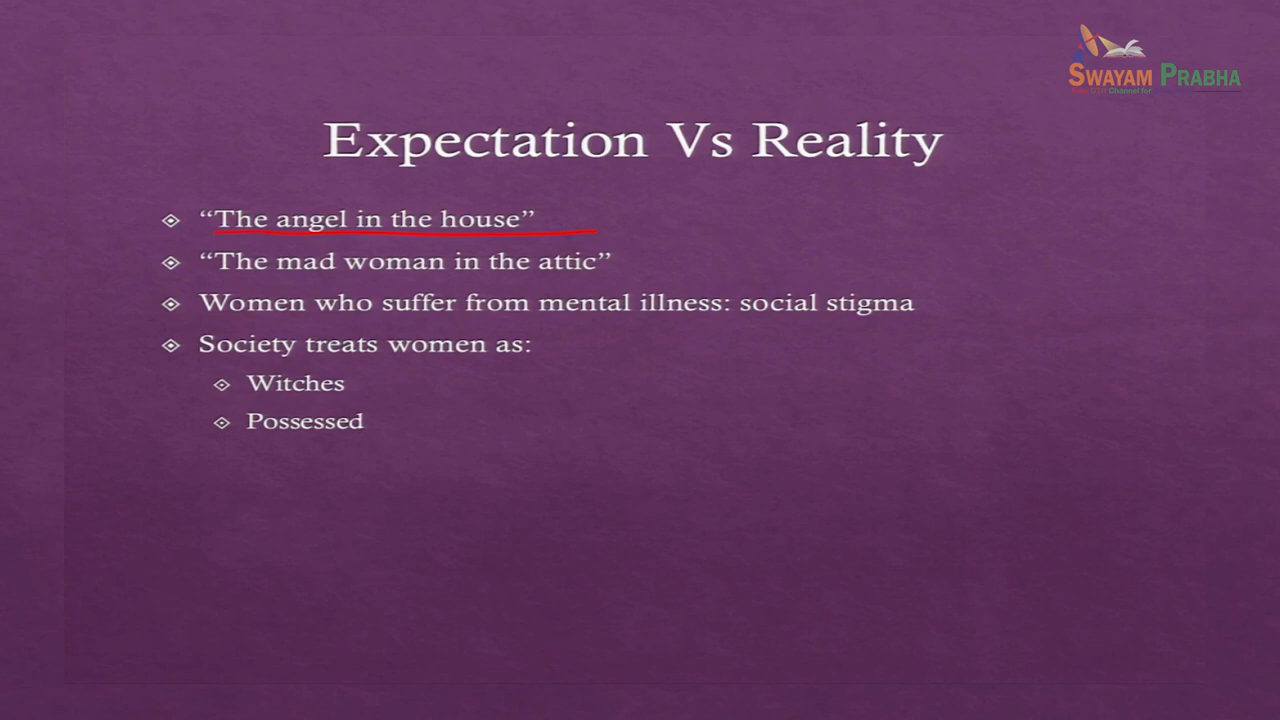 SWAYAM PRABHA
Expectation Vs Reality
“The angel in the house”
“The mad woman in the attic”
Women who suffer from mental illness: social stigma
Society treats women as:
Witches
Possessed